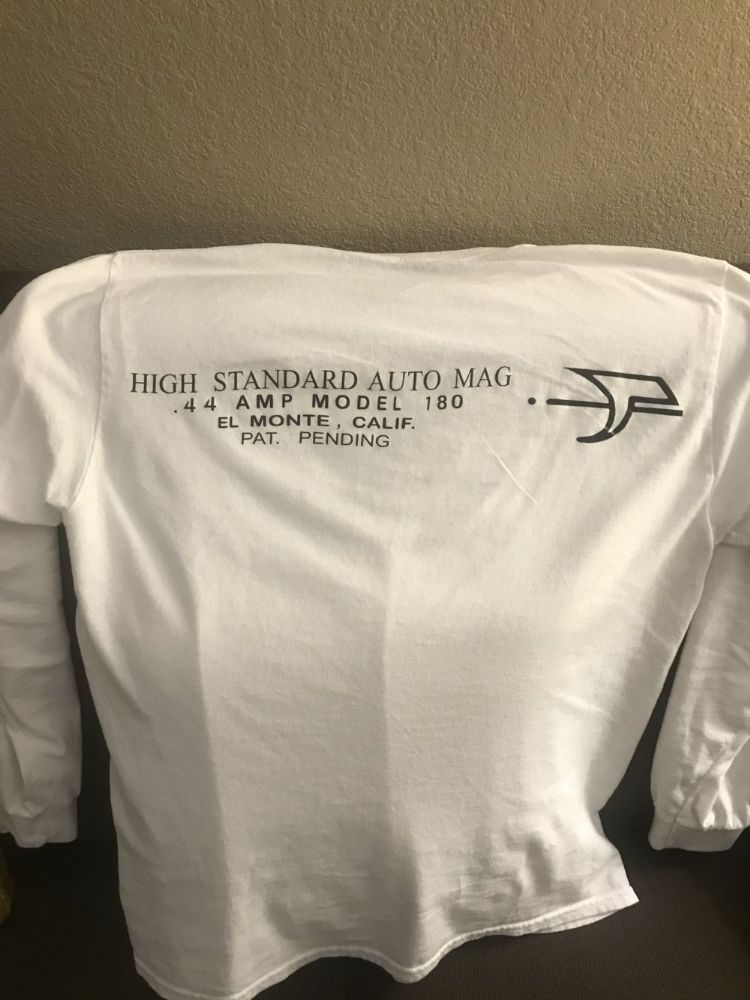 HIGH STANDARD AUTO MAG
.44 AMP MODEL 180
EL MONTE, CALIF.
PAT. PENDING